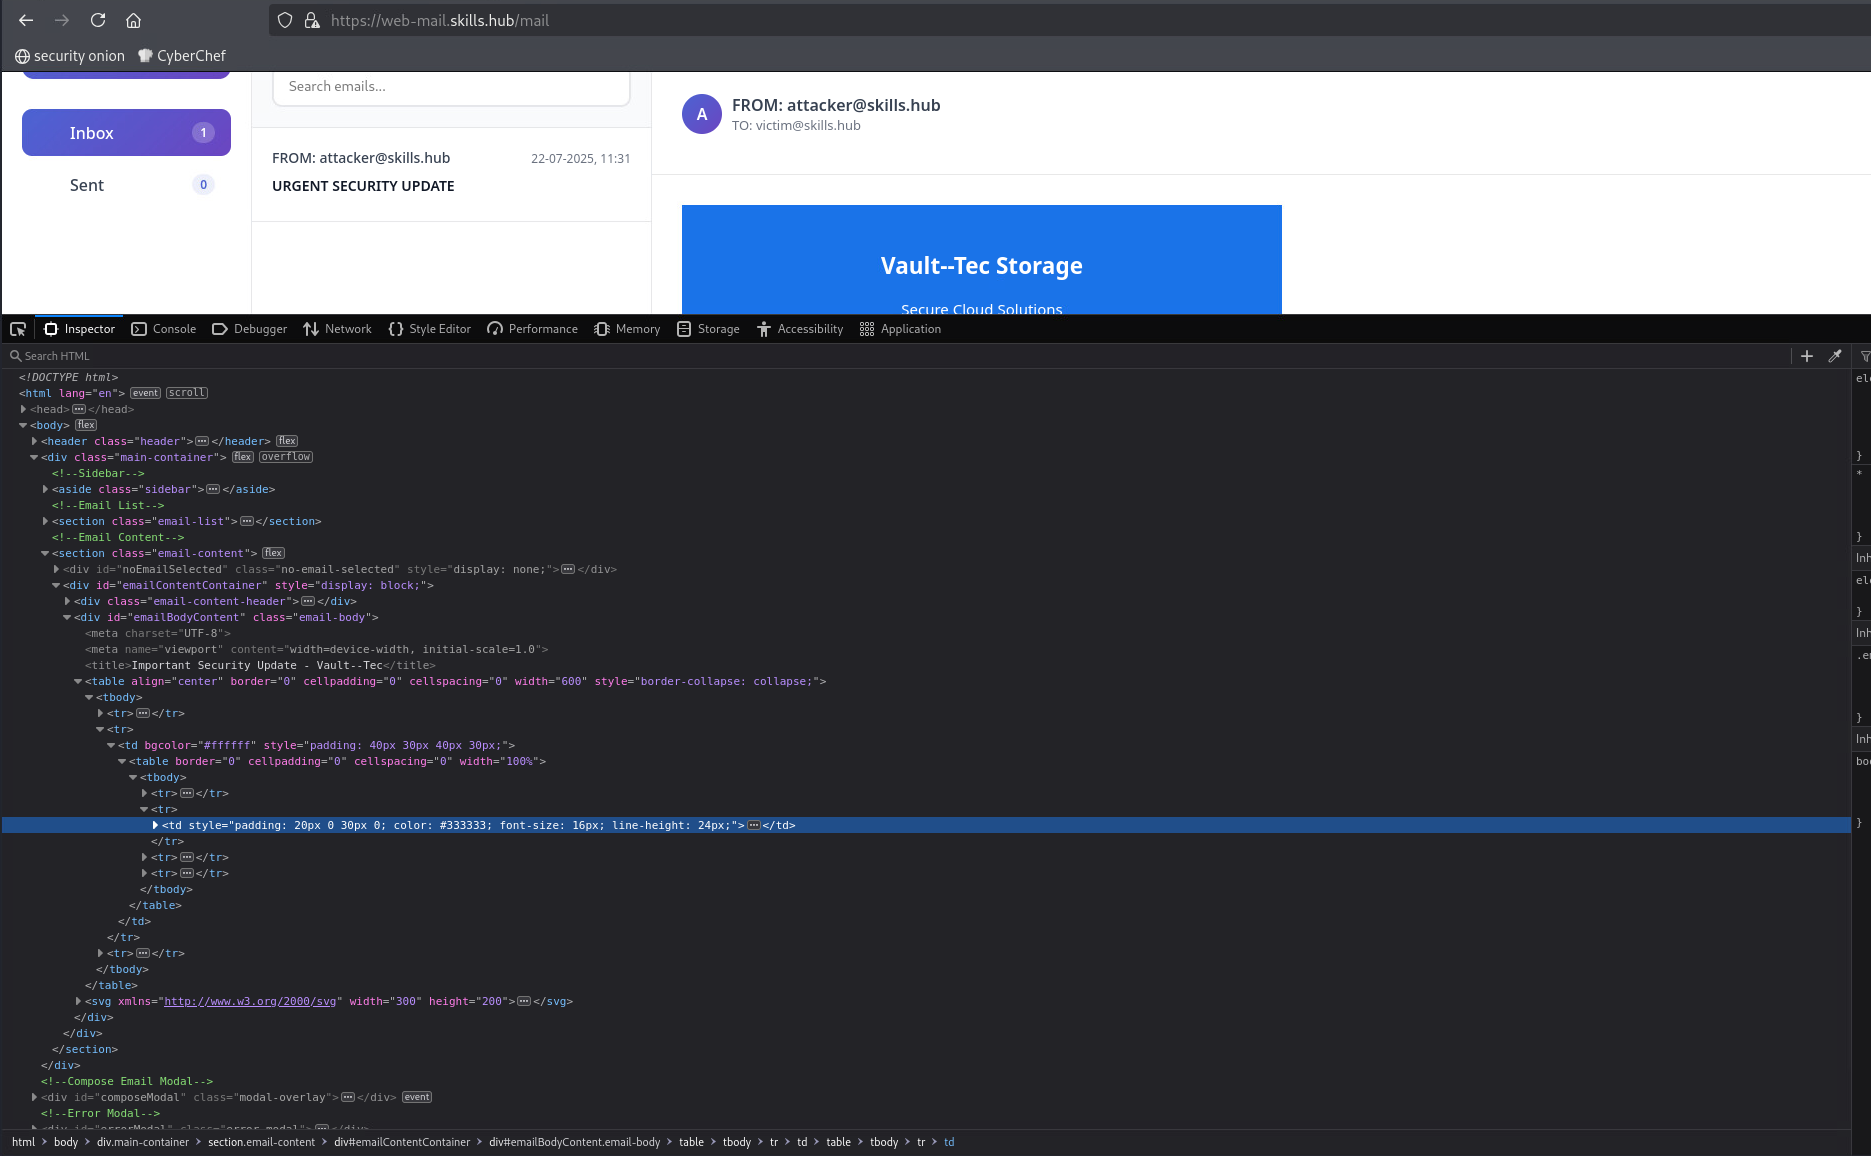 https://web-mail.skills.hub/mail
security onion CyberChef
Search emails...
Inbox 1
Sent 0
FROM: attacker@skills.hub 22-07-2025, 11:31
URGENT SECURITY UPDATE
A FROM: attacker@skills.hub
TO: victim@skills.hub
Vault--Tec Storage
Secure Cloud Solutions
Inspector Console Debugger Network Style Editor Performance Memory Storage Accessibility Application
Search HTML
<!DOCTYPE html>
<html lang="en"> event scroll
<head> ••• </head>
<body> flex
<header class="header"> ••• </header> flex
<div class="main-container"> flex overflow
<!--Sidebar-->
<aside class="sidebar"> ••• </aside>
<!--Email List-->
<section class="email-list"> ••• </section>
<!--Email Content-->
<section class="email-content"> flex
<div id="noEmailSelected" class="no-email-selected" style="display: none;"> ••• </div>
<div id="emailContentContainer" style="display: block;">
<div class="email-content-header"> ••• </div>
<div id="emailBodyContent" class="email-body">
<meta charset="UTF-8">
<meta name="viewport" content="width=device-width, initial-scale=1.0">
<title>Important Security Update - Vault--Tec</title>
<table align="center" border="0" cellpadding="0" cellspacing="0" width="600" style="border-collapse: collapse;">
<tbody>
<tr> ••• </tr>
<tr>
<td bgcolor="#ffffff" style="padding: 40px 30px 40px 30px;">
<table border="0" cellpadding="0" cellspacing="0" width="100%">
<tbody>
<tr> ••• </tr>
<tr>
<td style="padding: 20px 0 30px 0; color: #333333; font-size: 16px; line-height: 24px;"> ••• </td>
</tr>
<tr> ••• </tr>
<tr> ••• </tr>
</tbody>
</table>
</td>
</tr>
<tr> ••• </tr>
</tbody>
</table>
<svg xmlns="http://www.w3.org/2000/svg" width="300" height="200"> ••• </svg>
</div>
</div>
</section>
</div>
<!--Compose Email Modal-->
<div id="composeModal" class="modal-overlay"> ••• </div> event
<!--Error Modal-->
<div id="errorModal" class="error-modal"> ••• </div>
html > body > div.main-container > section.email-content > div#emailContentContainer > div#emailBodyContent.email-body > table > tbody > tr > td > table > tbody > tr > td